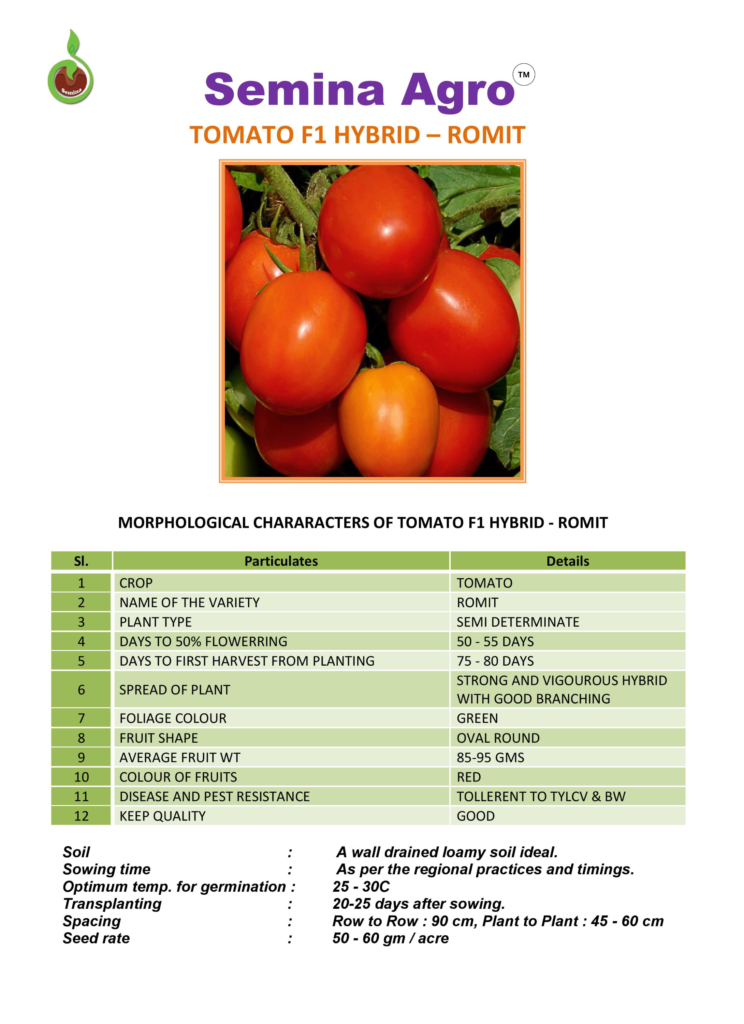 Semina
Semina Agro TM
TOMATO F1 HYBRID – ROMIT
MORPHOLOGICAL CHARARACTERS OF TOMATO F1 HYBRID - ROMIT
Sl. Particulates Details
1 CROP TOMATO
2 NAME OF THE VARIETY ROMIT
3 PLANT TYPE SEMI DETERMINATE
4 DAYS TO 50% FLOWERRING 50 - 55 DAYS
5 DAYS TO FIRST HARVEST FROM PLANTING 75 - 80 DAYS
6 SPREAD OF PLANT STRONG AND VIGOUROUS HYBRID
WITH GOOD BRANCHING
7 FOLIAGE COLOUR GREEN
8 FRUIT SHAPE OVAL ROUND
9 AVERAGE FRUIT WT 85-95 GMS
10 COLOUR OF FRUITS RED
11 DISEASE AND PEST RESISTANCE TOLLERENT TO TYLCV & BW
12 KEEP QUALITY GOOD
Soil : A wall drained loamy soil ideal.
Sowing time : As per the regional practices and timings.
Optimum temp. for germination : 25 - 30C
Transplanting : 20-25 days after sowing.
Spacing : Row to Row : 90 cm, Plant to Plant : 45 - 60 cm
Seed rate : 50 - 60 gm / acre